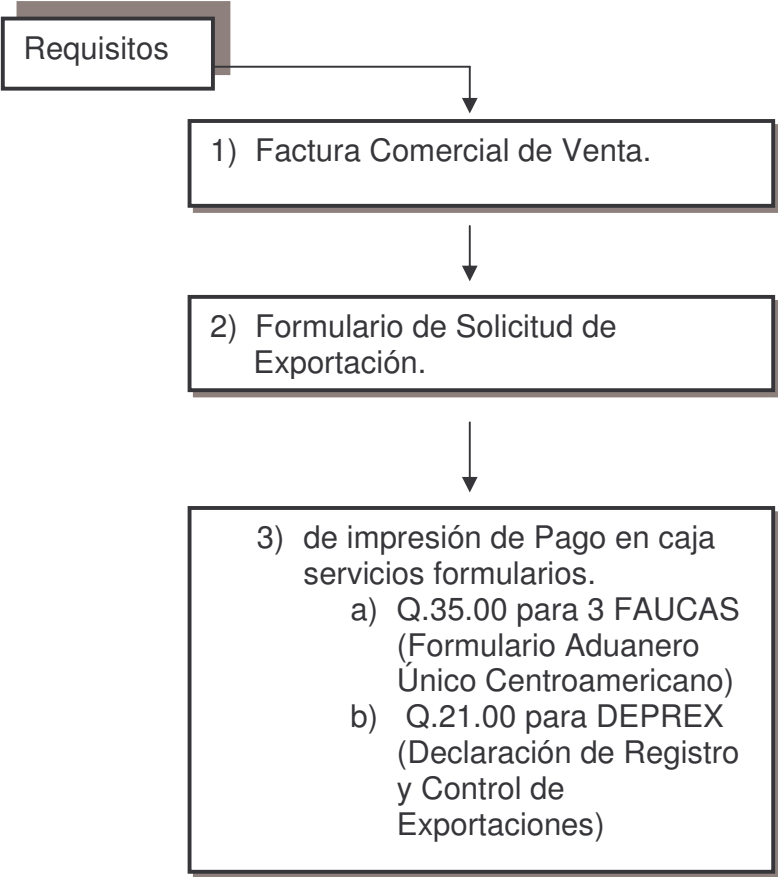 Requisitos
1) Factura Comercial de Venta.
2) Formulario de Solicitud de
Exportación.
3) de impresión de Pago en caja
servicios formularios.
a) Q.35.00 para 3 FAUCAS
(Formulario Aduanero
Único Centroamericano)
b) Q.21.00 para DEPREX
(Declaración de Registro
y Control de
Exportaciones)